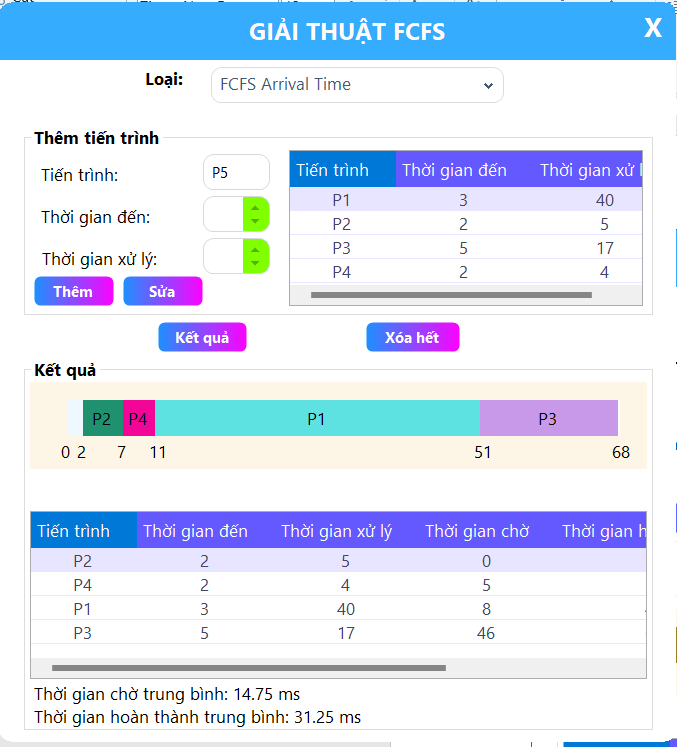 GIẢI THUẬT FCFS X
Loại: FCFS Arrival Time
Thêm tiến trình
Tiến trình: P5
Thời gian đến:
Thời gian xử lý:
Thêm Sửa
Tiến trình Thời gian đến Thời gian xử l
P1 3 40
P2 2 5
P3 5 17
P4 2 4
Kết quả Xóa hết
Kết quả
P2 P4 P1 P3
0 2 7 11 51 68
Tiến trình Thời gian đến Thời gian xử lý Thời gian chờ Thời gian h
P2 2 5 0
P4 2 4 5
P1 3 40 8
P3 5 17 46
Thời gian chờ trung bình: 14.75 ms
Thời gian hoàn thành trung bình: 31.25 ms